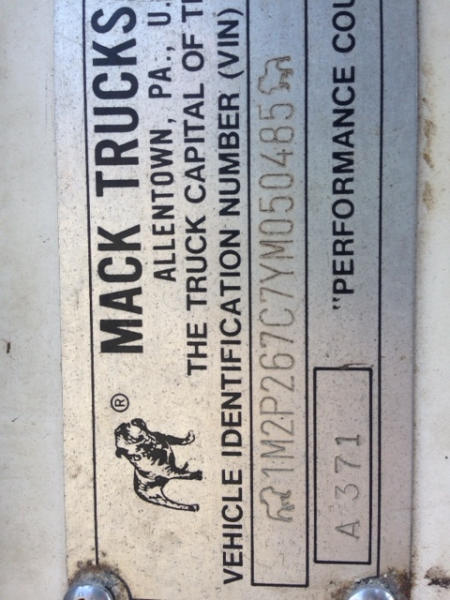 MACK TRUCKS
ALLENTOWN, PA., U.
THE TRUCK CAPITAL OF
VEHICLE IDENTIFICATION NUMBER (VIN)
1M2P267C7YM050485
"PERFORMANCE COU
A 371
®